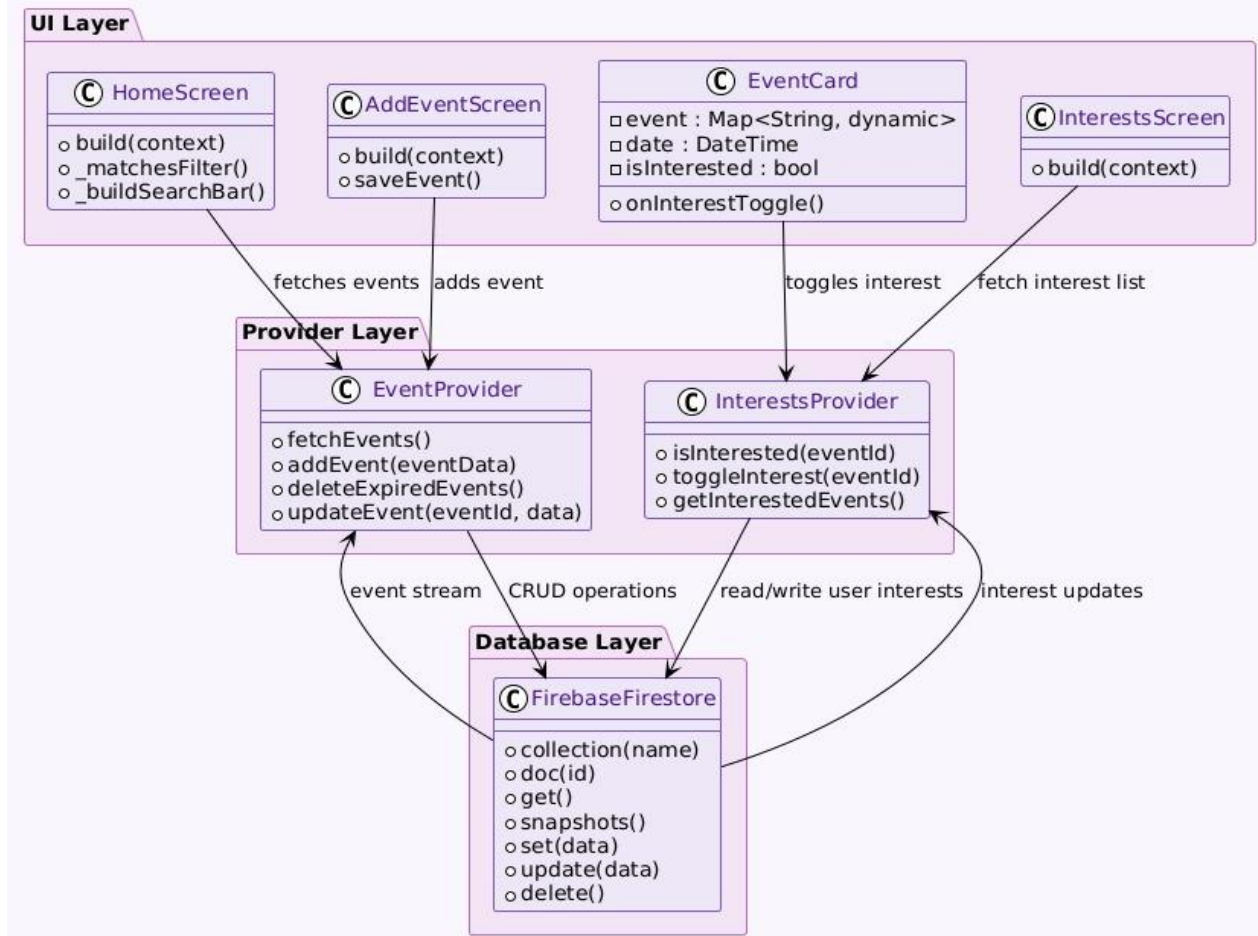 UI Layer
C HomeScreen
build(context)
_matchesFilter()
_buildSearchBar()
C AddEventScreen
build(context)
saveEvent()
C EventCard
event : Map<String, dynamic>
date : DateTime
isInterested : bool
onInterestToggle()
C InterestsScreen
build(context)
fetches events
adds event
toggles interest
fetch interest list
Provider Layer
C EventProvider
fetchEvents()
addEvent(eventData)
deleteExpiredEvents()
updateEvent(eventId, data)
C InterestsProvider
isInterested(eventId)
toggleInterest(eventId)
getInterestedEvents()
event stream
CRUD operations
read/write user interests
interest updates
Database Layer
C FirebaseFirestore
collection(name)
doc(id)
get()
snapshots()
set(data)
update(data)
delete()